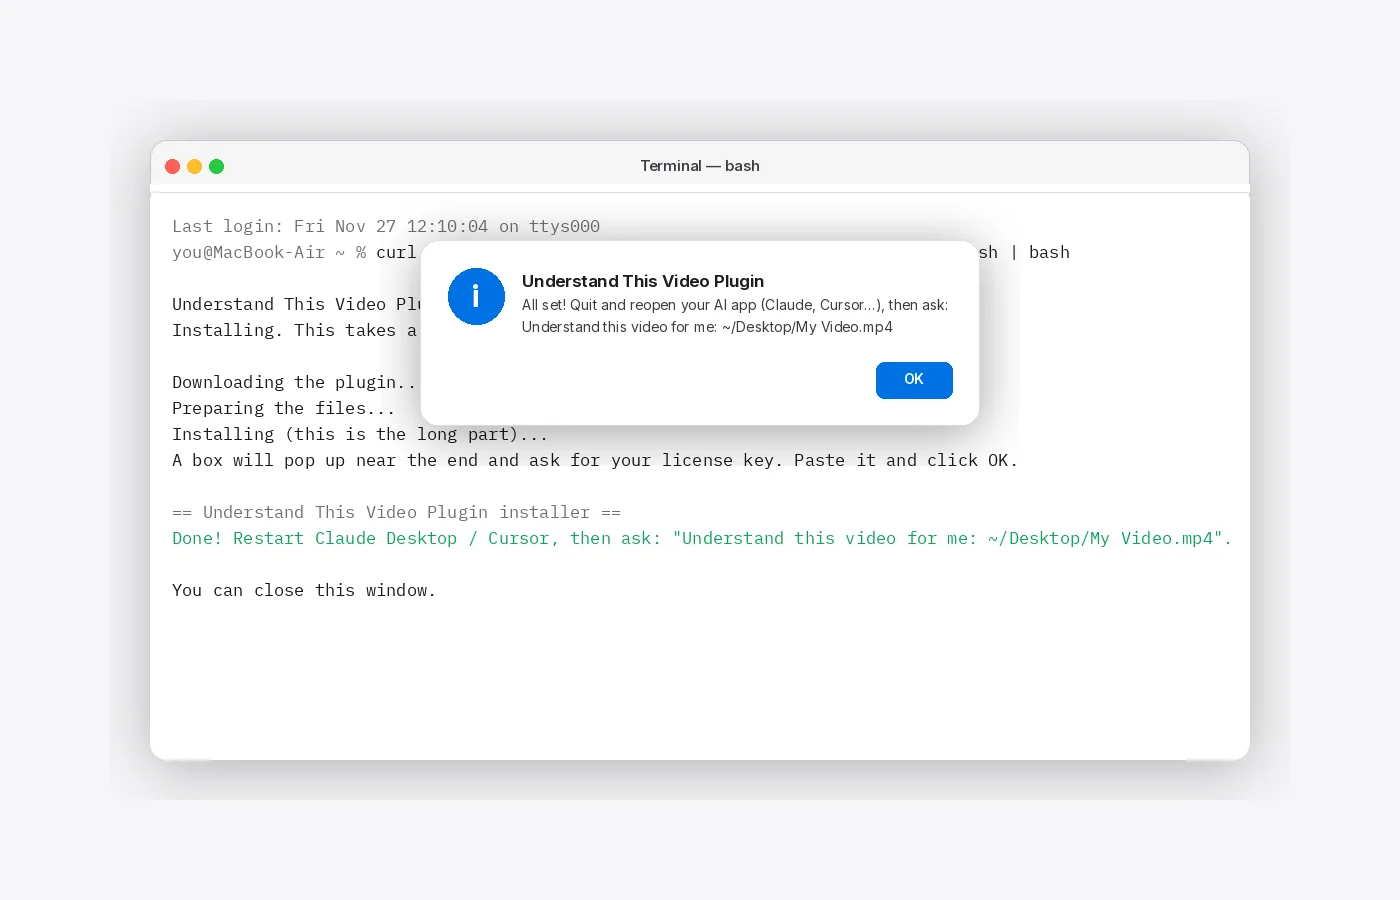 Terminal — bash
Last login: Fri Nov 27 12:10:04 on ttys000
you@MacBook-Air ~ % curl sh | bash
Understand This Video Plu
Installing. This takes a
Downloading the plugin..
Preparing the files...
Installing (this is the long part)...
A box will pop up near the end and ask for your license key. Paste it and click OK.
== Understand This Video Plugin installer ==
Done! Restart Claude Desktop / Cursor, then ask: "Understand this video for me: ~/Desktop/My Video.mp4".
You can close this window.
i
Understand This Video Plugin
All set! Quit and reopen your AI app (Claude, Cursor...), then ask:
Understand this video for me: ~/Desktop/My Video.mp4
OK